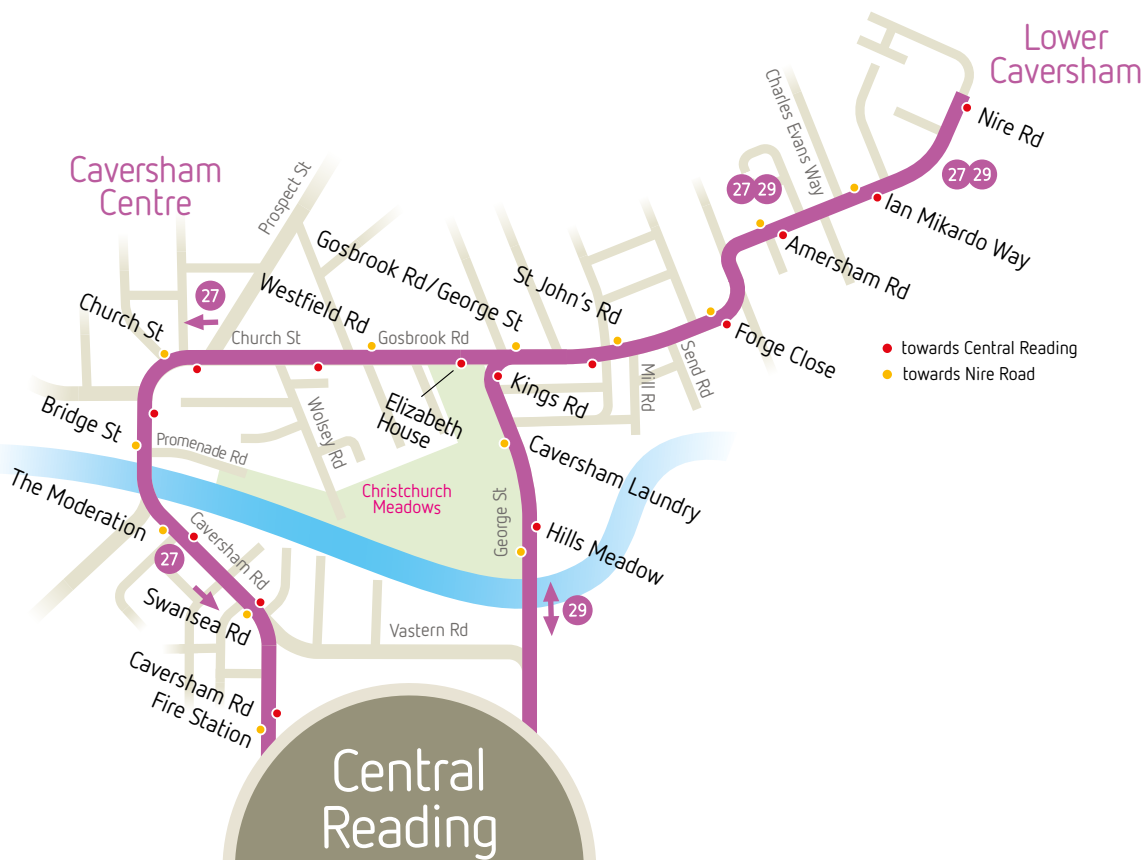 Lower
Caversham
Nire Rd
27 29
Charles Evans Way
27 29
Ian Mikardo Way
Amersham Rd
Caversham
Centre
Prospect St
Gosbrook Rd/George St
St John's Rd
Westfield Rd
27
Church St
Church St
Gosbrook Rd
Forge Close
Send Rd
Mill Rd
towards Central Reading
towards Nire Road
Kings Rd
Elizabeth
House
Wolsey Rd
Bridge St
Promenade Rd
Caversham Laundry
Christchurch
Meadows
George St
The Moderation
Caversham Rd
Hills Meadow
27
29
Swansea Rd
Vastern Rd
Caversham Rd
Fire Station
Central
Reading